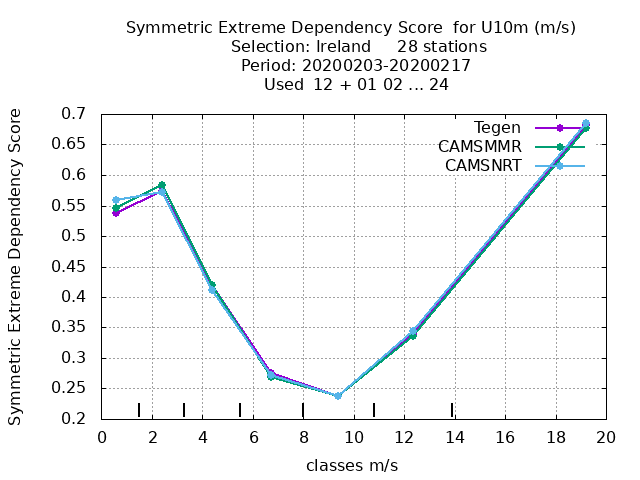 Symmetric Extreme Dependency Score  for U10m (m/s)
Selection: Ireland     28 stations
Period: 20200203-20200217
Used  12 + 01 02 ... 24
Symmetric Extreme Dependency Score
0.7
0.65
0.6
0.55
0.5
0.45
0.4
0.35
0.3
0.25
0.2
Tegen
CAMSMMR
CAMSNRT
0 2 4 6 8 10 12 14 16 18 20
classes m/s